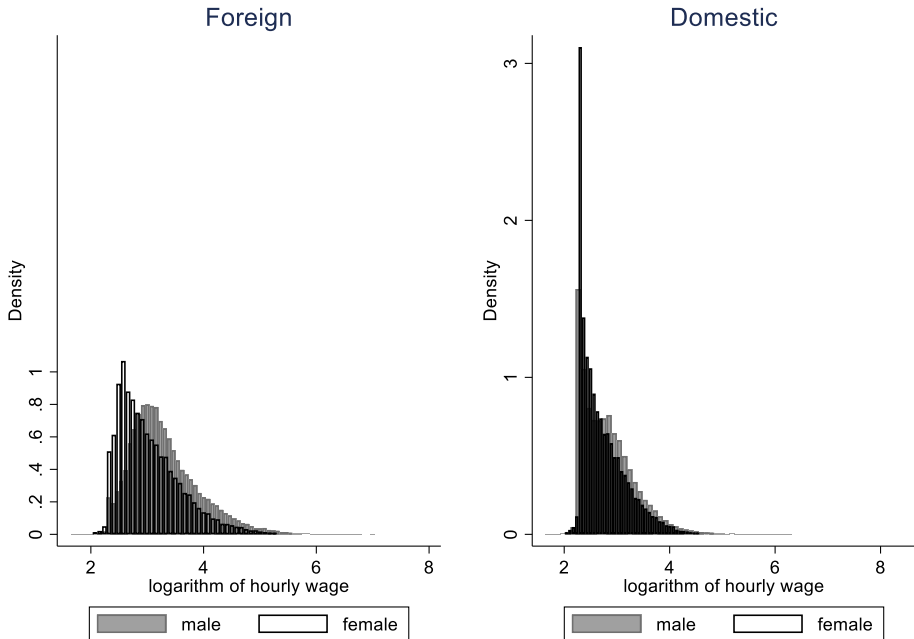 Foreign
Density
1
.8
.6
.4
.2
0
2 4 6 8
logarithm of hourly wage
male female
Domestic
Density
3
2
1
0
2 4 6 8
logarithm of hourly wage
male female